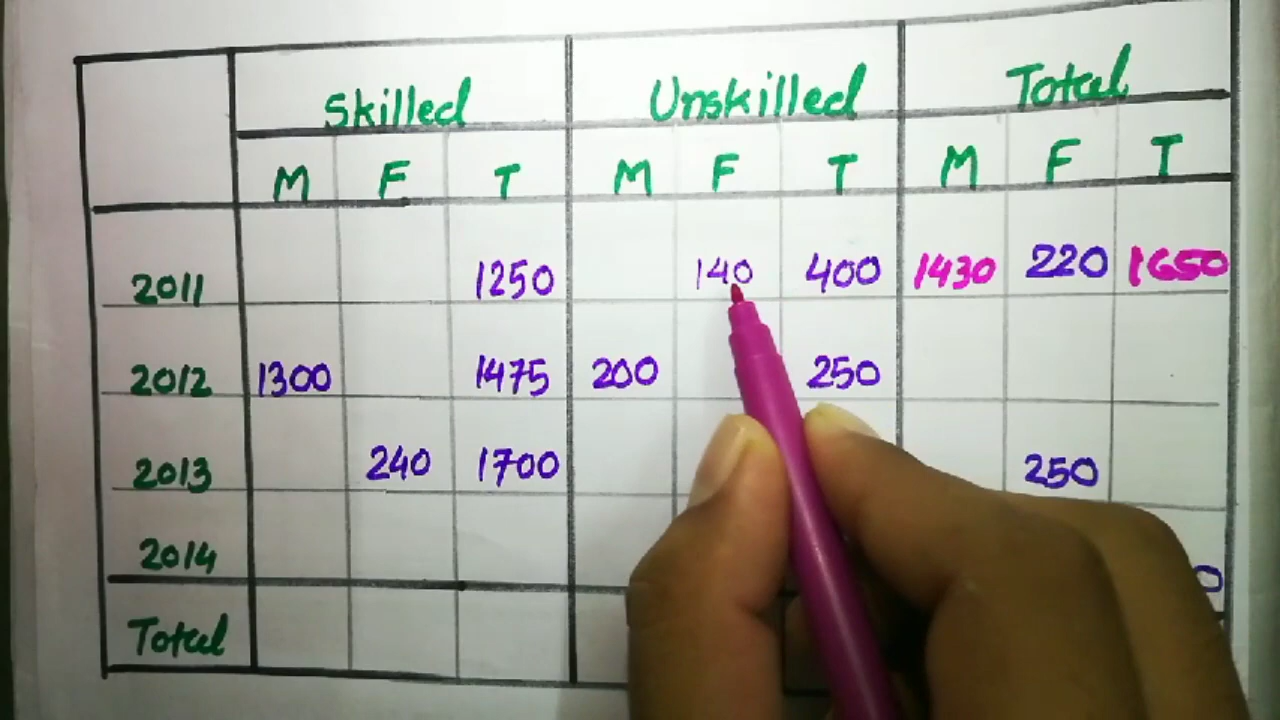 Skilled Unskilled Total
M F T M F T M F T
2011 1250 140 400 1430 220 1650
2012 1300 1475 200 250
2013 240 1700 250
2014
Total